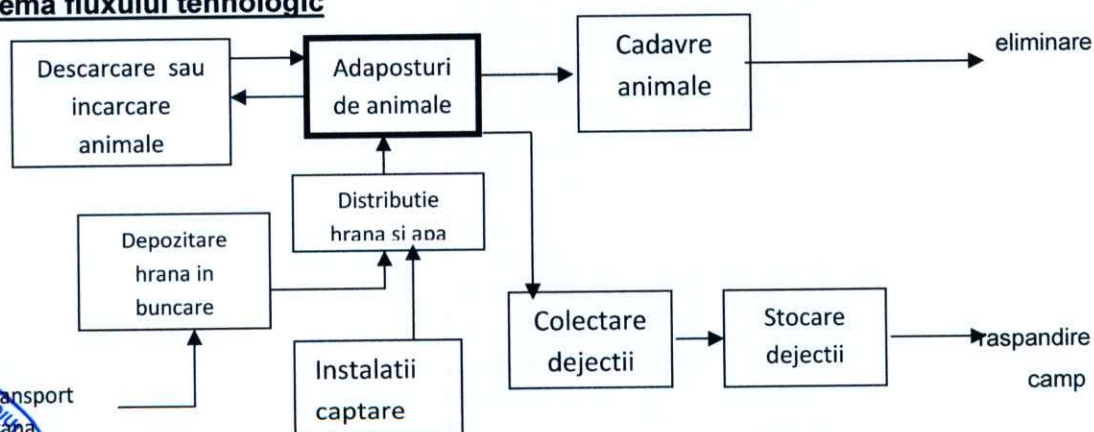 ema fluxului tehnologic
Descarcare sau
incarcare
animale
Adaposturi
de animale
Cadavre
animale
eliminare
Distributie
hrana si apa
Depozitare
hrana in
buncare
Colectare
dejectii
Stocare
dejectii
raspandire
camp
Instalatii
captare
ansport